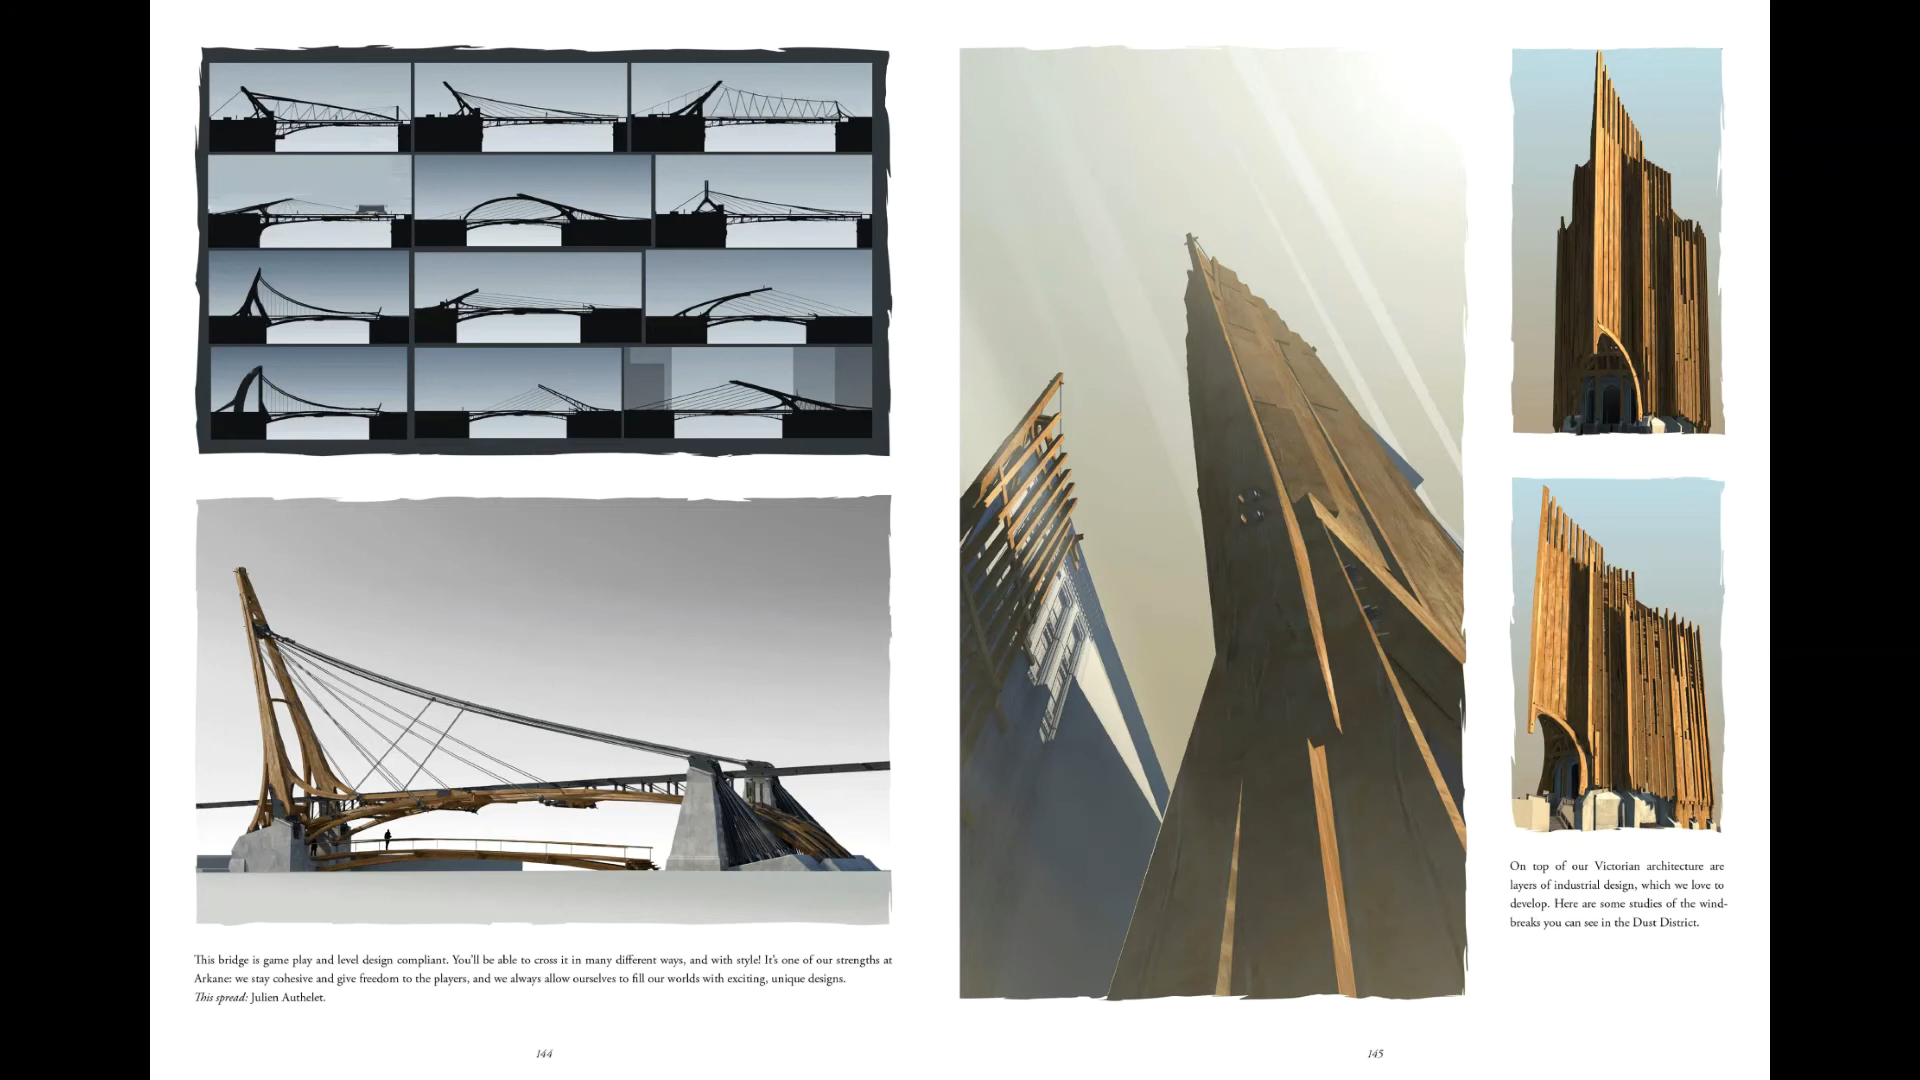 This bridge is game play and level design compliant. You'll be able to cross it in many different ways, and with style! It's one of our strengths at
Arkane: we stay cohesive and give freedom to the players, and we always allow ourselves to fill our worlds with exciting, unique designs.
This spread: Julien Authelet.
144
On top of our Victorian architecture are
layers of industrial design, which we love to
develop. Here are some studies of the wind-
breaks you can see in the Dust District.
145